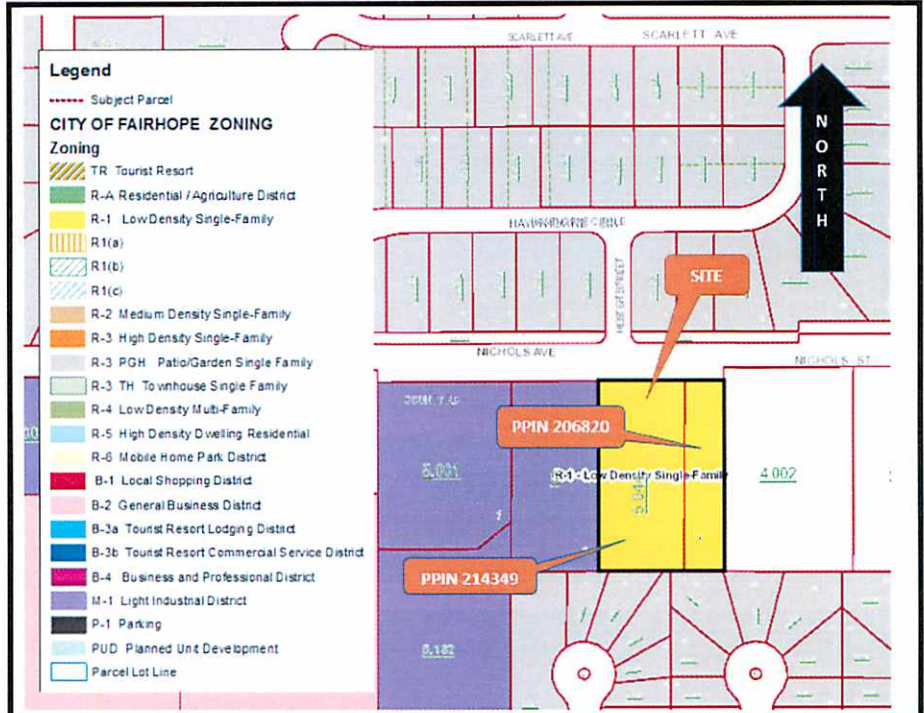 Legend
Subject Parcel
CITY OF FAIRHOPE ZONING
Zoning
TR Tourist Resort
R-A Residential / Agriculture District
R-1 Low Density Single-Family
R1(a)
R1(b)
R1(c)
R-2 Medium Density Single-Family
R-3 High Density Single-Family
R-3 PGH Patio/Garden Single Family
R-3 TH Townhouse Single Family
R-4 Low Density Multi-Family
R-5 High Density Dwelling Residential
R-6 Mobile Home Park District
B-1 Local Shopping District
B-2 General Business District
B-3a Tourist Resort Lodging District
B-3b Tourist Resort Commercial Service District
B-4 Business and Professional District
M-1 Light Industrial District
P-1 Parking
PUD Planned Unit Development
Parcel Lot Line
SCARLETT AVE
SCARLETT AVE
NORTH
SITE
NICHOLS AVE
NICHOLS ST
PPIN 206820
5.001
R-1 - Low Density Single-Family
4.002
PPIN 214349